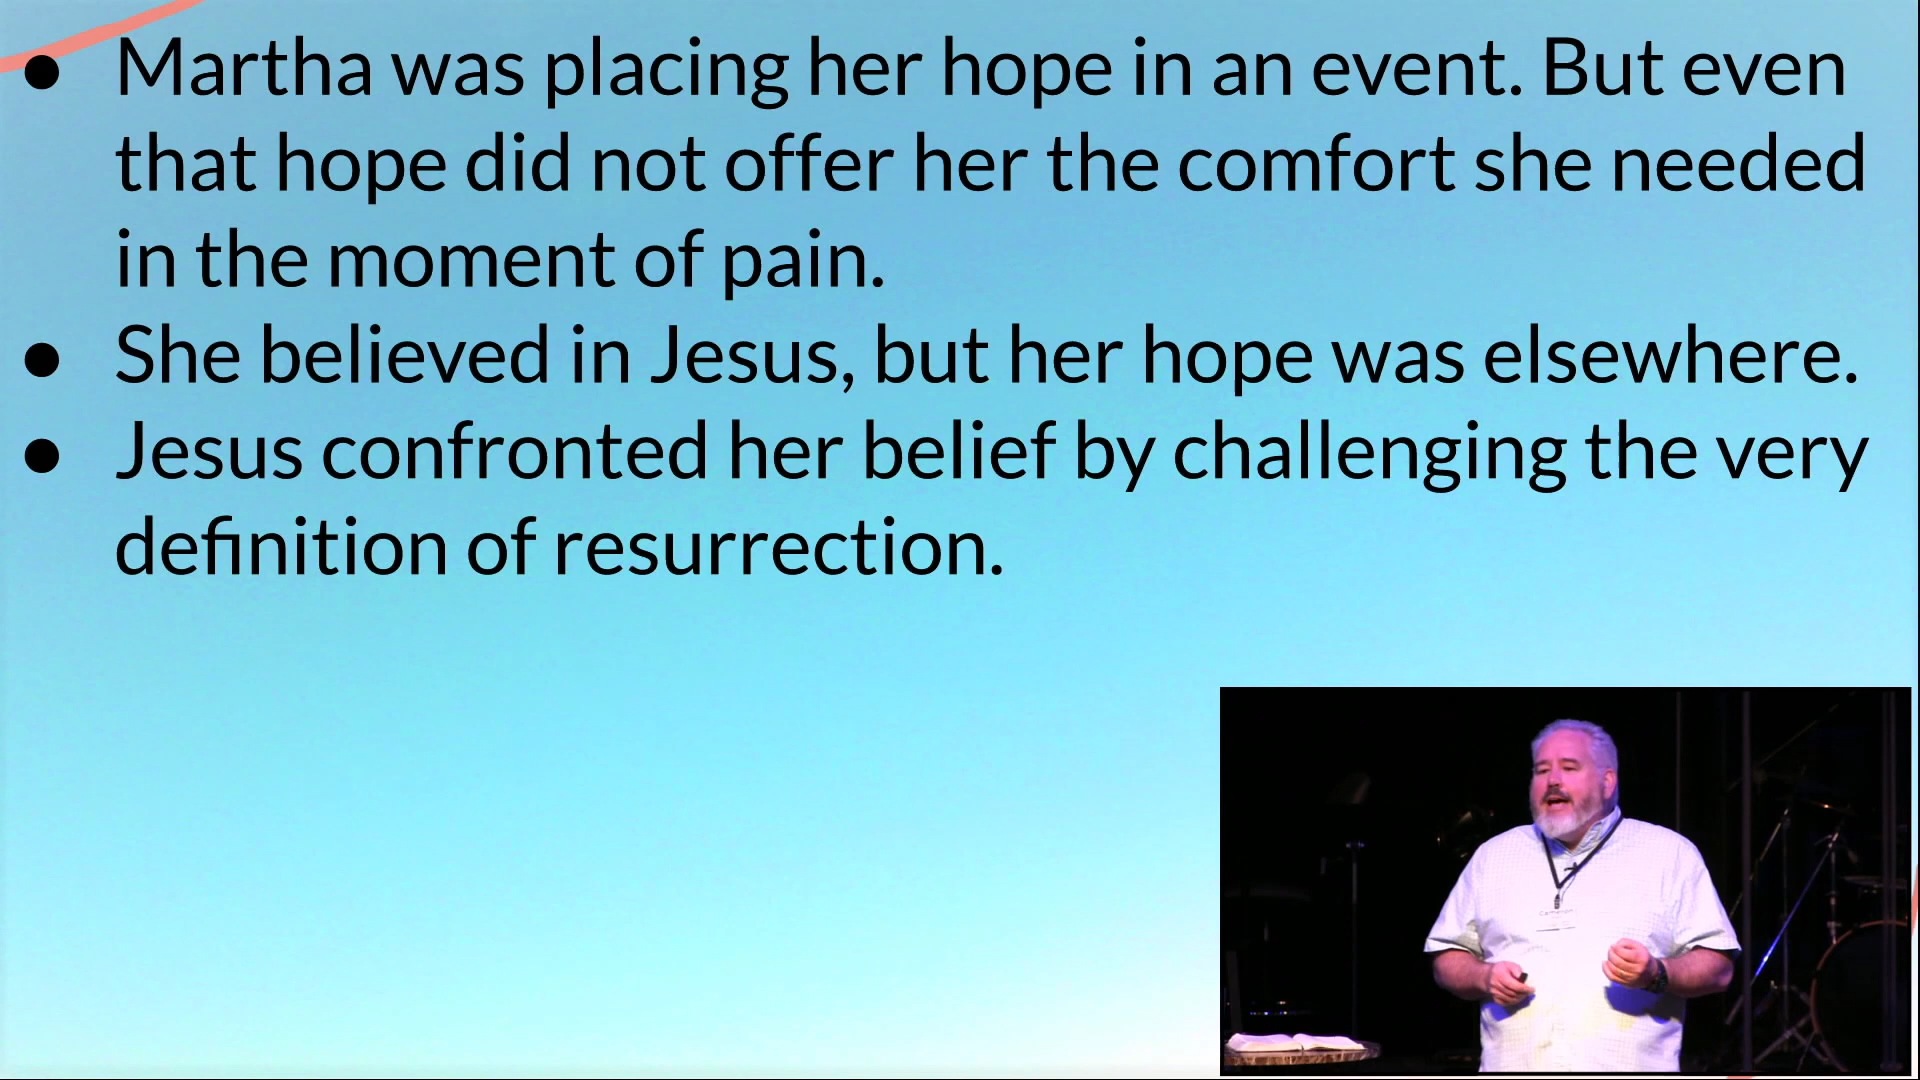 ● Martha was placing her hope in an event. But even
that hope did not offer her the comfort she needed
in the moment of pain.
● She believed in Jesus, but her hope was elsewhere.
● Jesus confronted her belief by challenging the very
definition of resurrection.